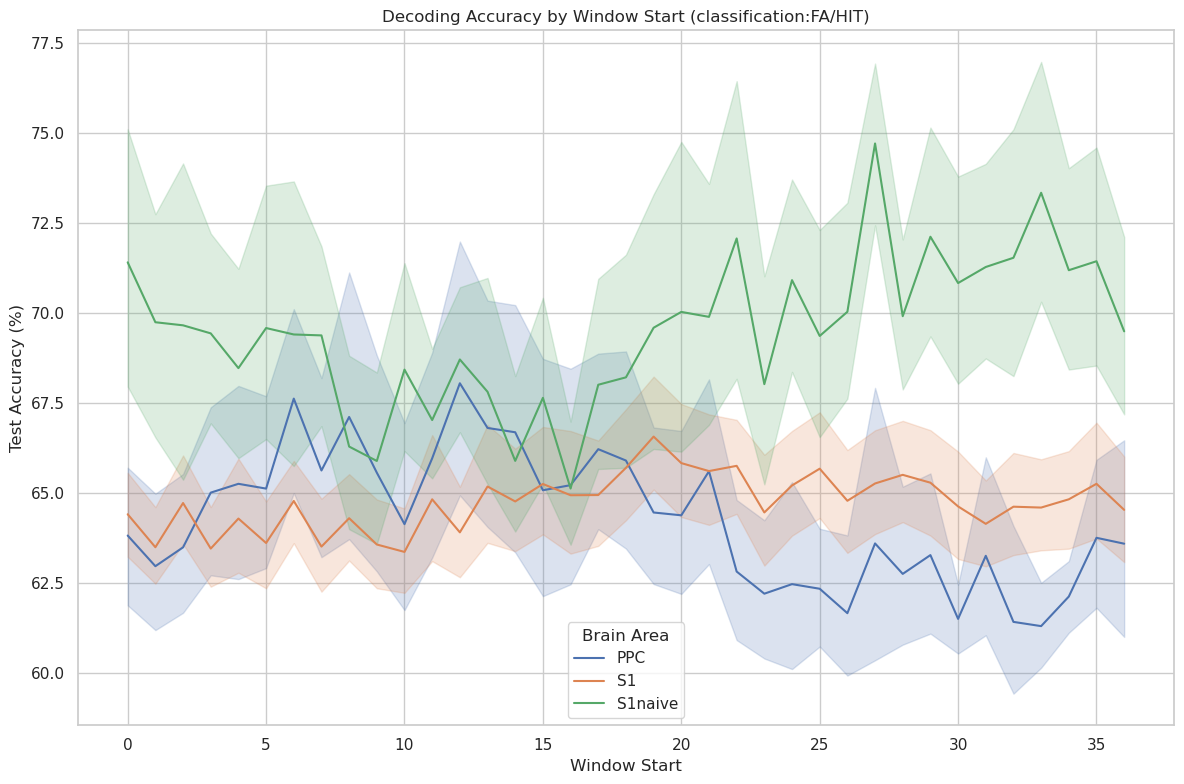 Decoding Accuracy by Window Start (classification:FA/HIT)
77.5
75.0
72.5
70.0
67.5
65.0
62.5
60.0
Test Accuracy (%)
Brain Area
PPC
S1
S1naive
0 5 10 15 20 25 30 35
Window Start